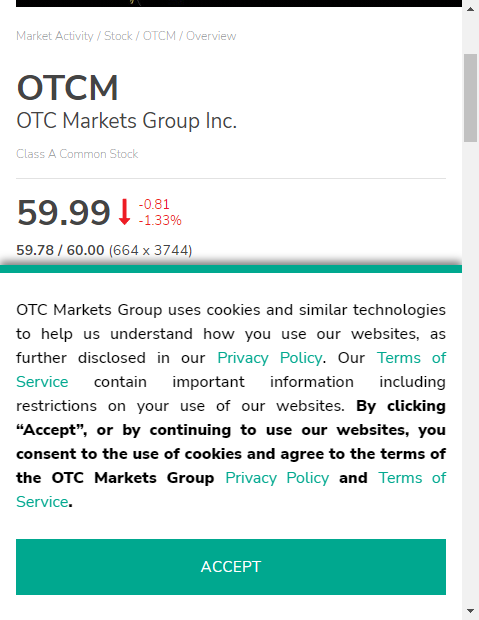 Market Activity / Stock / OTCM / Overview
OTCM
OTC Markets Group Inc.
Class A Common Stock
59.99 -0.81
-1.33%
59.78 / 60.00 (664 x 3744)
OTC Markets Group uses cookies and similar technologies
to help us understand how you use our websites, as
further disclosed in our Privacy Policy. Our Terms of
Service contain important information including
restrictions on your use of our websites. By clicking
“Accept”, or by continuing to use our websites, you
consent to the use of cookies and agree to the terms of
the OTC Markets Group Privacy Policy and Terms of
Service.
ACCEPT